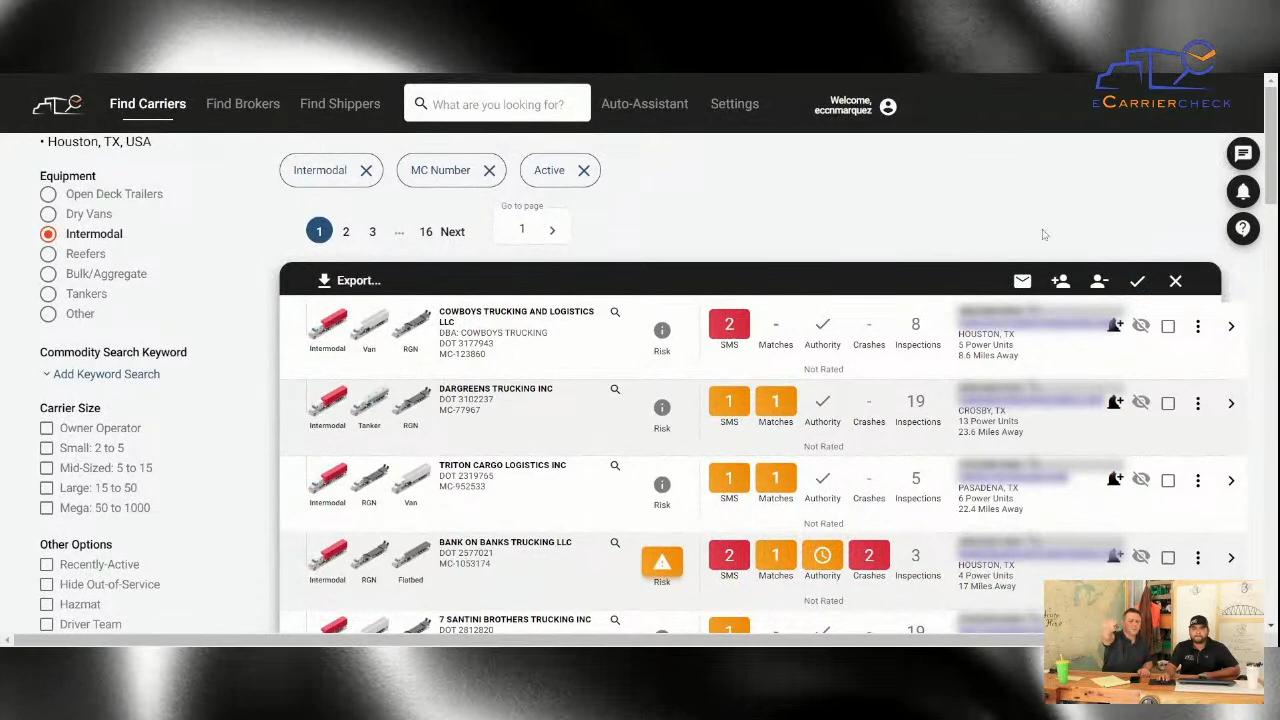 eCARRIERCHECK
Find Carriers
Find Brokers
Find Shippers
What are you looking for?
Auto-Assistant
Settings
Welcome,
eccnmarquez
• Houston, TX, USA
Equipment
Open Deck Trailers
Dry Vans
Intermodal
Reefers
Bulk/Aggregate
Tankers
Other
Commodity Search Keyword
Add Keyword Search
Carrier Size
Owner Operator
Small: 2 to 5
Mid-Sized: 5 to 15
Large: 15 to 50
Mega: 50 to 1000
Other Options
Recently-Active
Hide Out-of-Service
Hazmat
Driver Team
Intermodal
MC Number
Active
1 2 3 ... 16 Next
Go to page
1
Export...
Intermodal Van RGN
COWBOYS TRUCKING AND LOGISTICS
LLC
DBA: COWBOYS TRUCKING
DOT 3177943
MC-123860
Risk
2 - - 8
SMS Matches Authority Crashes Inspections
Not Rated
HOUSTON, TX
5 Power Units
8.6 Miles Away
Intermodal Tanker RGN
DARGREENS TRUCKING INC
DOT 3102237
MC-77967
Risk
1 1 - 19
SMS Matches Authority Crashes Inspections
Not Rated
CROSBY, TX
13 Power Units
23.6 Miles Away
Intermodal RGN Van
TRITON CARGO LOGISTICS INC
DOT 2319765
MC-952533
Risk
1 1 - 5
SMS Matches Authority Crashes Inspections
Not Rated
PASADENA, TX
6 Power Units
22.4 Miles Away
Intermodal RGN Flatbed
BANK ON BANKS TRUCKING LLC
DOT 2577021
MC-1053174
Risk
2 1 2 3
SMS Matches Authority Crashes Inspections
Not Rated
HOUSTON, TX
4 Power Units
17 Miles Away
7 SANTINI BROTHERS TRUCKING INC
DOT 2812820
1 19